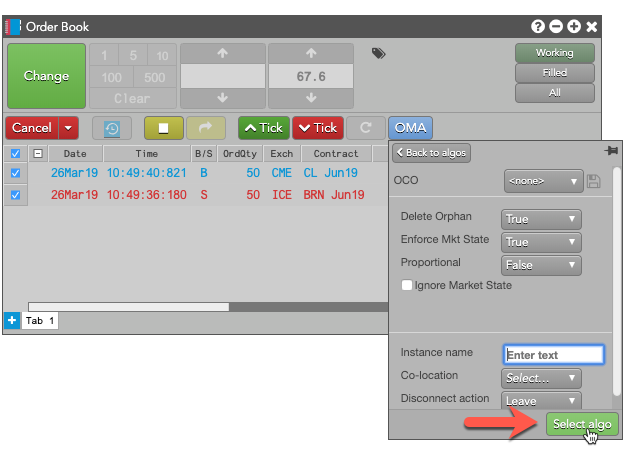 Order Book
Change
1 5 10
100 500
Clear
67.6
Working
Filled
All
Cancel
Tick
Tick
OMA
Date Time B/S OrdQty Exch Contract
26Mar19 10:49:40:821 B 50 CME CL Jun19
26Mar19 10:49:36:180 S 50 ICE BRN Jun19
Tab 1
Back to algos
OCO <none>
Delete Orphan True
Enforce Mkt State True
Proportional False
Ignore Market State
Instance name Enter text
Co-location Select...
Disconnect action Leave
Select algo